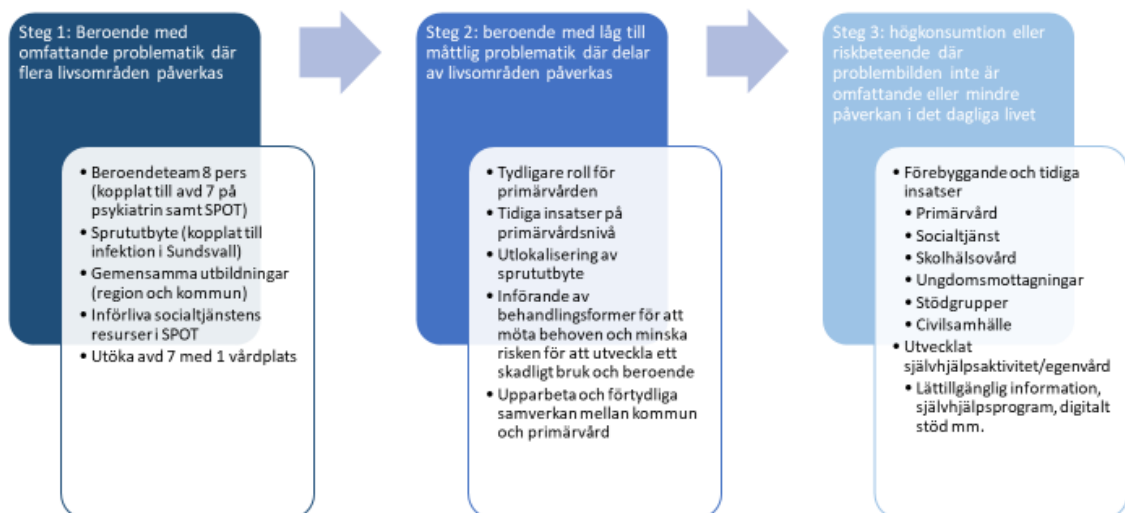 Steg 1: Beroende med
omfattande problematik där
flera livsområden påverkas
• Beroendeteam 8 pers
(kopplat till avd 7 på
psykiatrin samt SPOT)
• Sprututbyte (kopplat till
infektion i Sundsvall)
• Gemensamma utbildningar
(region och kommun)
• Införliva socialtjänstens
resurser i SPOT
• Utöka avd 7 med 1 vårdplats
Steg 2: beroende med låg till
måttlig problematik där delar
av livsområden påverkas
• Tydligare roll för
primärvården
• Tidiga insatser på
primärvårdsnivå
• Utlokalisering av
sprututbyte
• Införande av
behandlingsformer för att
möta behoven och minska
risken för att utveckla ett
skadligt bruk och beroende
• Upparbeta och förtydliga
samverkan mellan kommun
och primärvård
Steg 3: högkonsumtion eller
riskbeteende där
problembilden inte är
omfattande eller mindre
påverkan i det dagliga livet
• Förebyggande och tidiga
insatser
• Primärvård
• Socialtjänst
• Skolhälsovård
• Ungdomsmottagningar
• Stödgrupper
• Civilsamhälle
• Utvecklat
självhjälpsaktivitet/egenvård
• Lättillgänglig information,
självhjälpsprogram, digitalt
stöd mm.